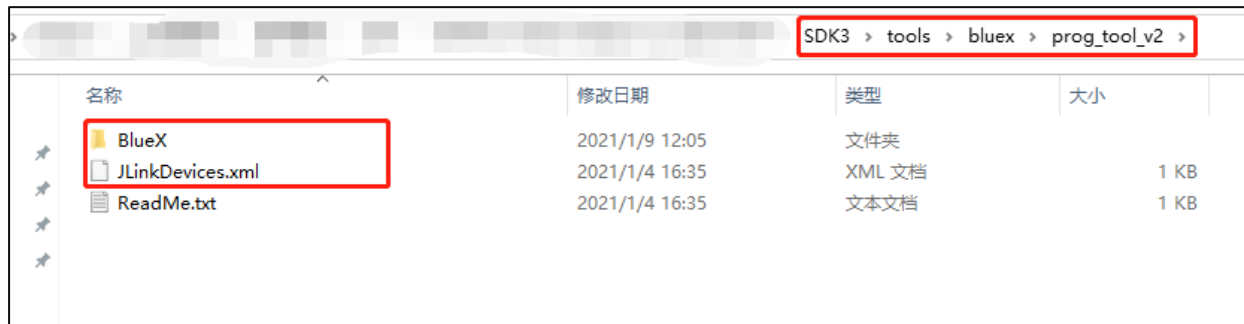 SDK3 > tools > bluex > prog_tool_v2 >
名称 修改日期 类型 大小
BlueX 2021/1/9 12:05 文件夹
JLinkDevices.xml 2021/1/4 16:35 XML 文档 1 KB
ReadMe.txt 2021/1/4 16:35 文本文档 1 KB